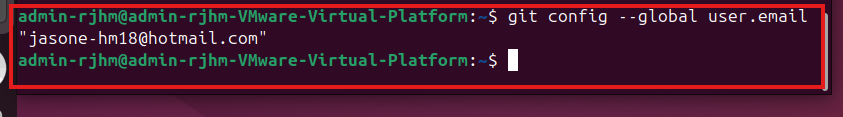 admin-rjhm@admin-rjhm-VMware-Virtual-Platform:~$ git config --global user.email
"jasone-hm18@hotmail.com"
admin-rjhm@admin-rjhm-VMware-Virtual-Platform:~$